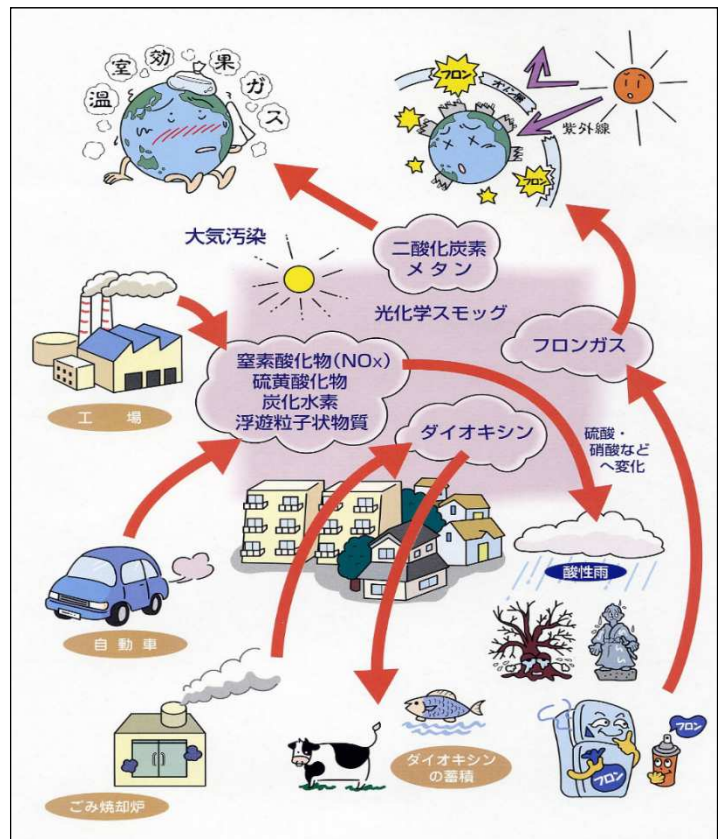 温室効果ガス
フロン
オゾン層
フロン
紫外線
大気汚染
二酸化炭素
メタン
光化学スモッグ
窒素酸化物(NOx)
硫黄酸化物
炭化水素
浮遊粒子状物質
フロンガス
工場
ダイオキシン
硫酸・
硝酸など
へ変化
酸性雨
自動車
フロン
フロン
ダイオキシン
の蓄積
ごみ焼却炉